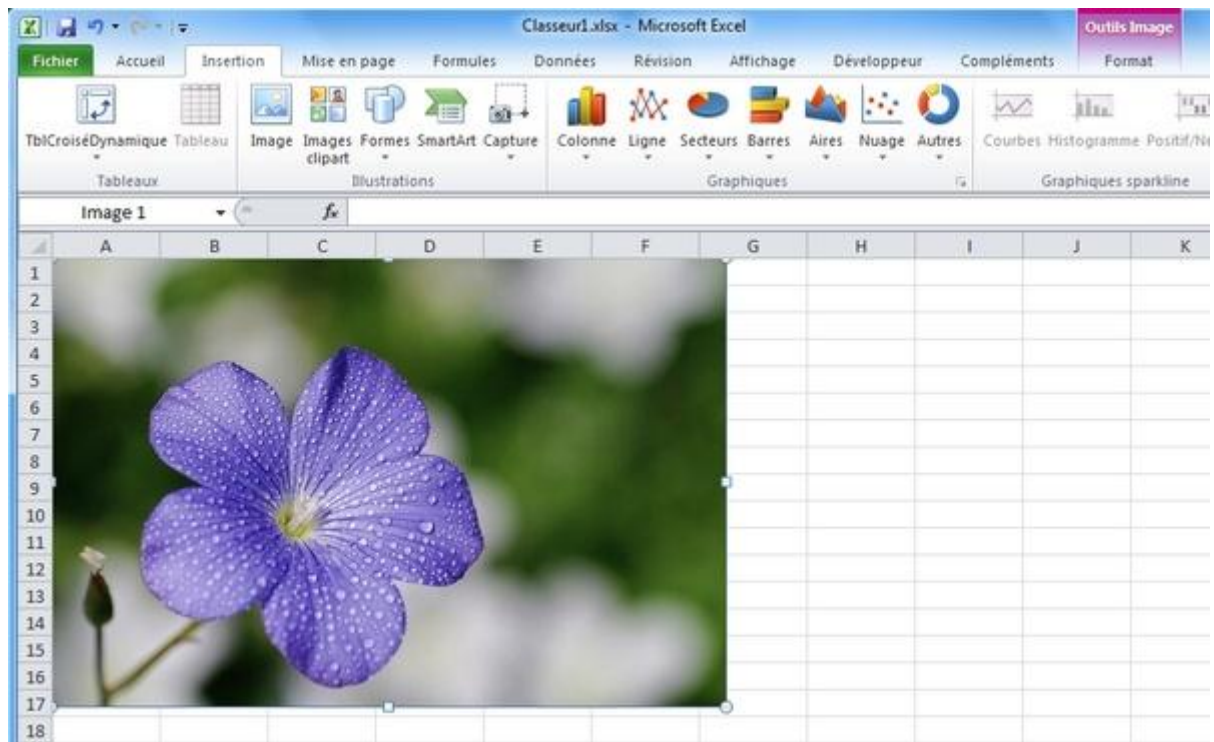 Classeur1.xlsx - Microsoft Excel
Outils Image
Fichier Accueil Insertion Mise en page Formules Données Révision Affichage Développeur Compléments Format
TblCroiséDynamique Tableau Image Images clipart Formes SmartArt Capture Colonne Ligne Secteurs Barres Aires Nuage Autres Courbes Histogramme Positif/Né
Tableaux Illustrations Graphiques Graphiques sparkline
Image 1 fx
A B C D E F G H I J K
1
2
3
4
5
6
7
8
9
10
11
12
13
14
15
16
17
18